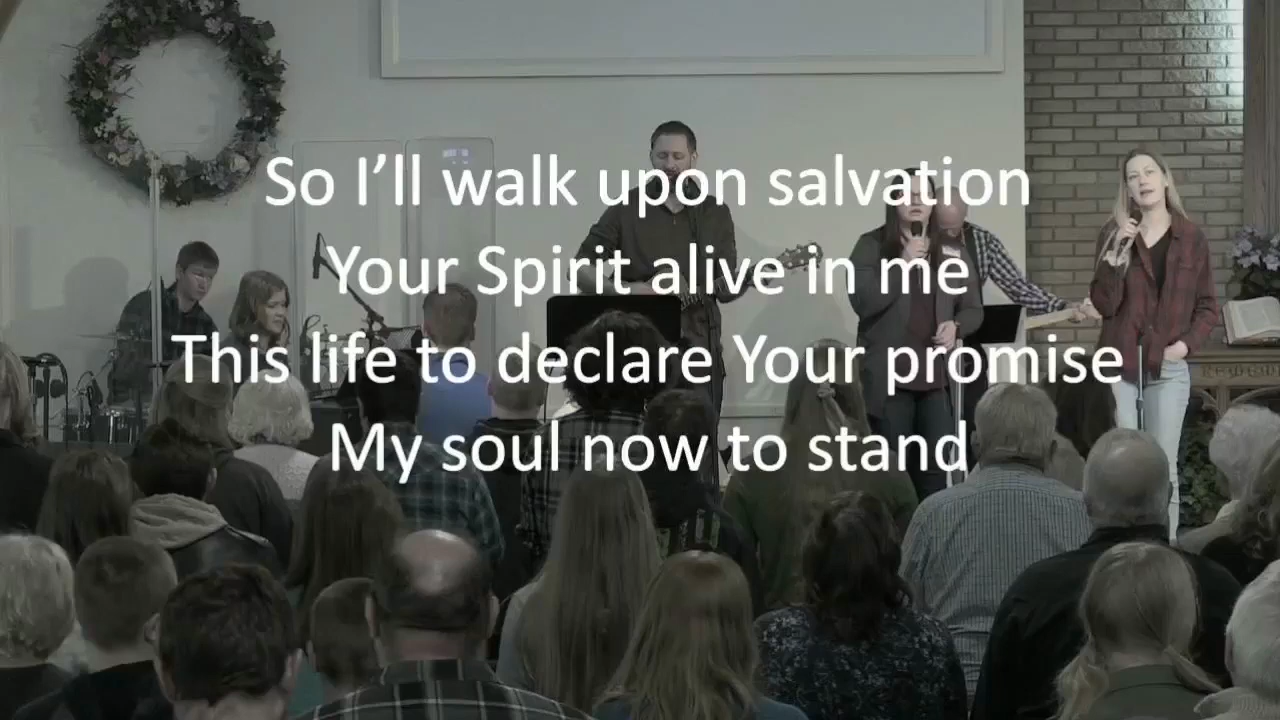 So I’ll walk upon salvation
Your Spirit alive in me
This life to declare Your promise
My soul now to stand